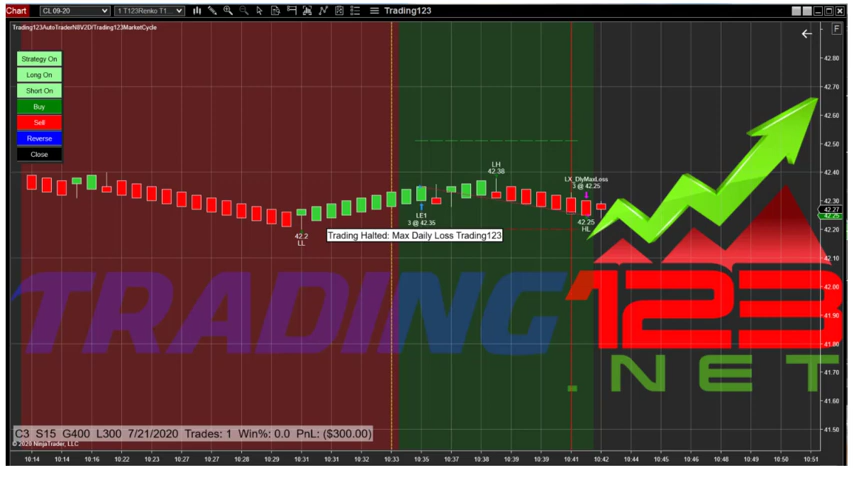 Chart
CL 09-20
1 T123Renko T1...
Trading123
Trading123AutoTraderN8V2D/Trading123MarketCycle
F
Strategy On
Long On
Short On
Buy
Sell
Reverse
Close
42.80
42.70
42.60
42.50
42.40
42.30
42.27
42.25
42.20
42.10
42.00
41.90
41.80
41.70
41.60
41.50
LH
42.38
LX_DlyMaxLoss
3 @ 42.25
LE1
3 @ 42.35
42.25
HL
42.2
LL
Trading Halted: Max Daily Loss Trading123
TRADING123
.NET
C3 S15 G400 L300 7/21/2020 Trades: 1 Win%: 0.0 PnL: ($300.00)
© 2020 NinjaTrader, LLC
10:14 10:14 10:16 10:22 10:23 10:27 10:27 10:28 10:29 10:31 10:31 10:33 10:35 10:37 10:38 10:39 10:39 10:41 10:42 10:45 10:46 10:48 10:49 10:50 10:51